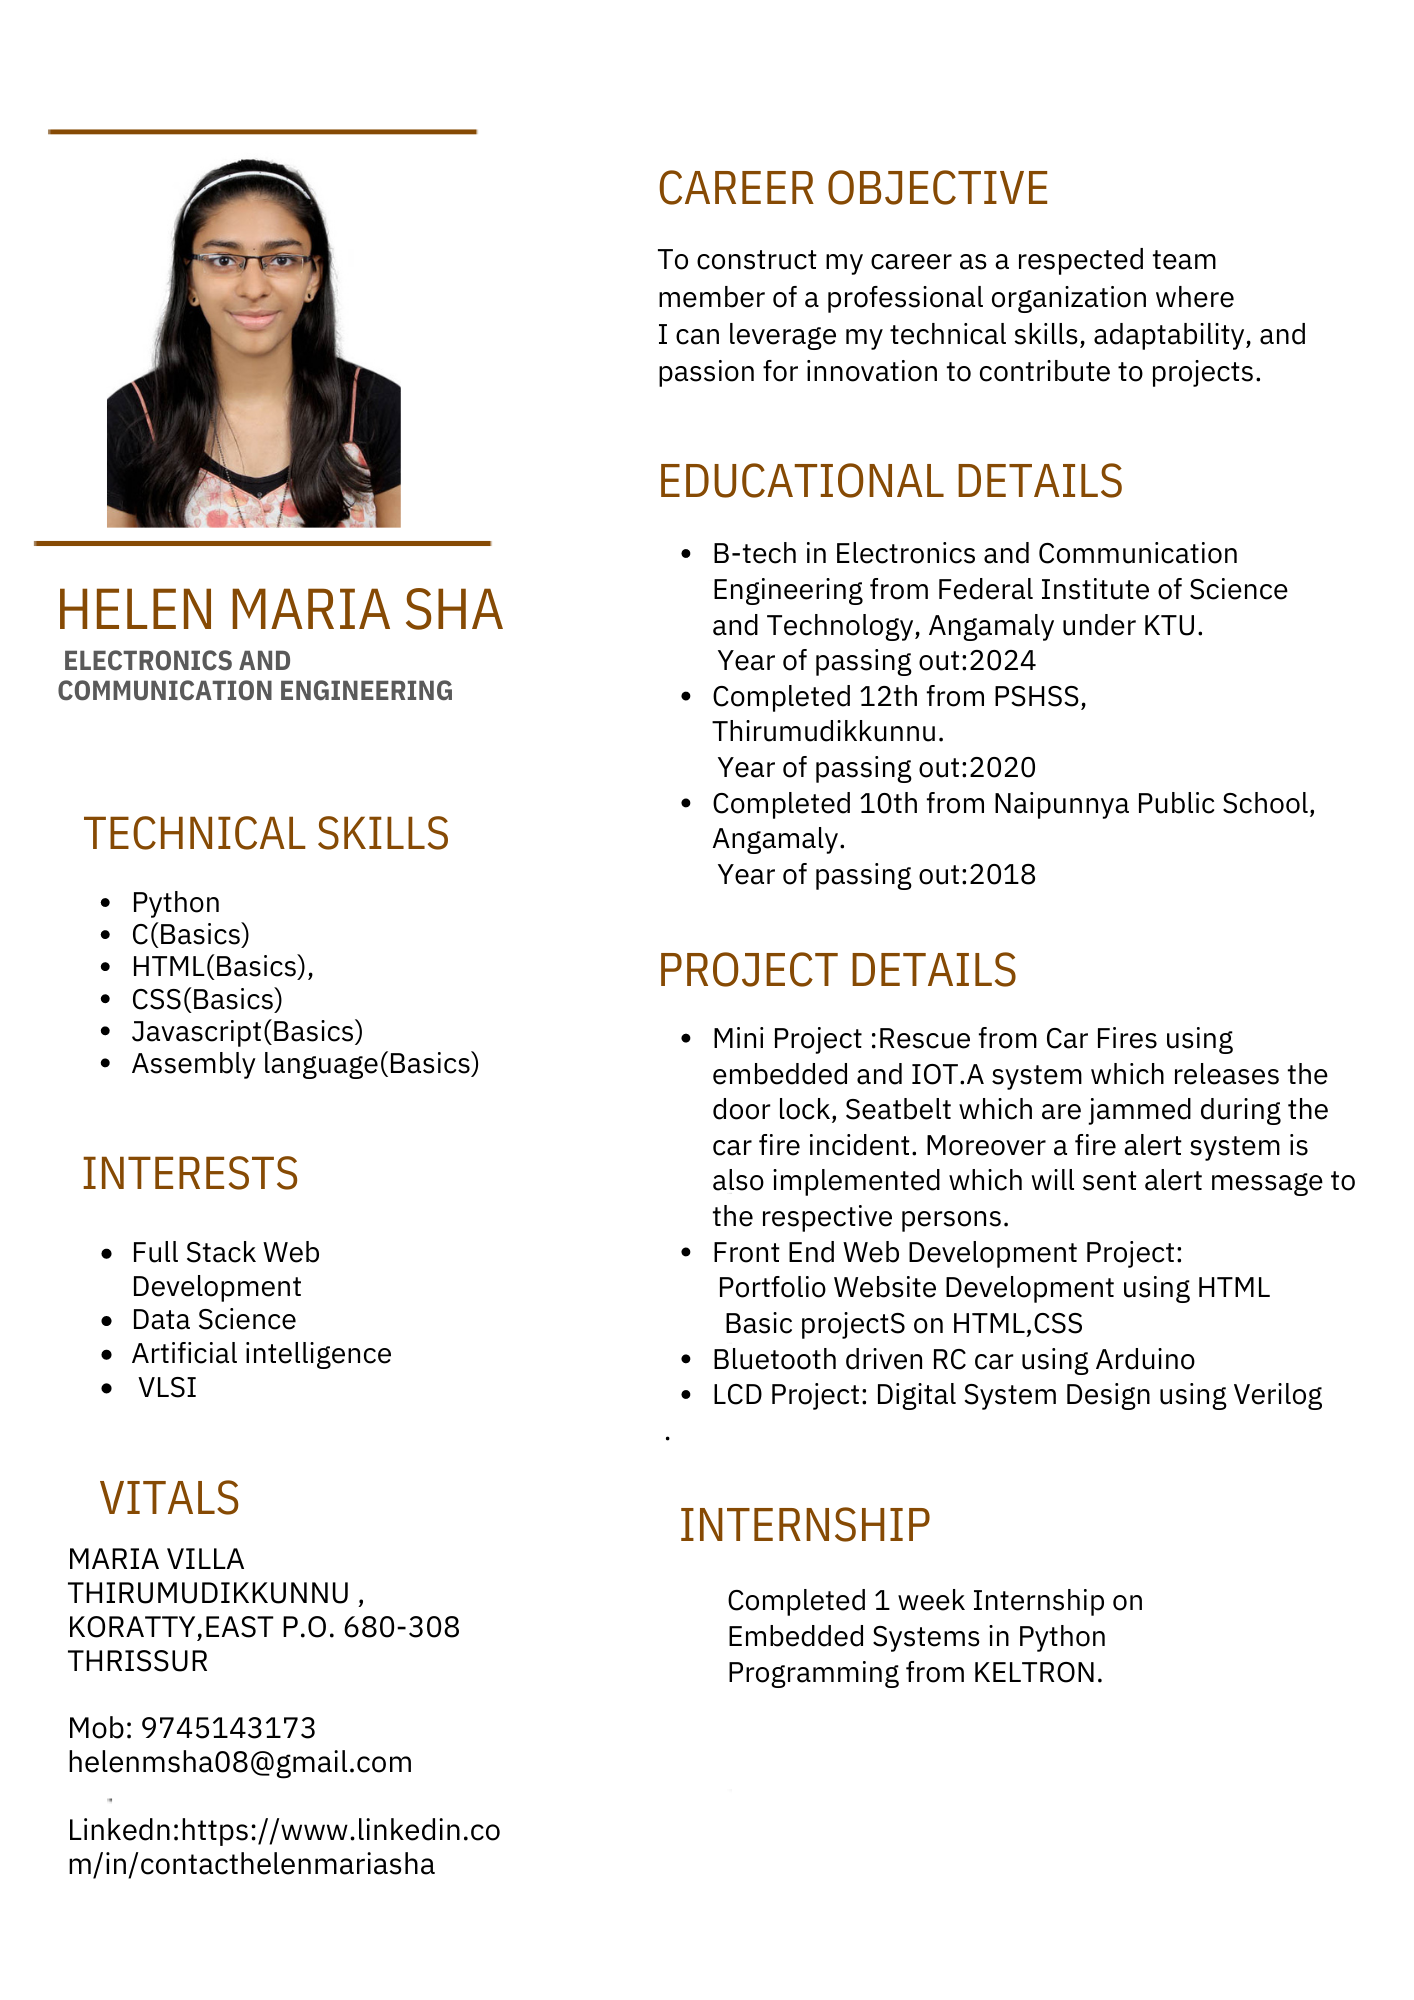 HELEN MARIA SHA
ELECTRONICS AND
COMMUNICATION ENGINEERING
TECHNICAL SKILLS
• Python
• C(Basics)
• HTML(Basics),
• CSS(Basics)
• Javascript(Basics)
• Assembly language(Basics)
INTERESTS
• Full Stack Web
Development
• Data Science
• Artificial intelligence
• VLSI
VITALS
MARIA VILLA
THIRUMUDIKKUNNU ,
KORATTY,EAST P.O. 680-308
THRISSUR
Mob: 9745143173
helenmsha08@gmail.com
Linkedn:https://www.linkedin.co
m/in/contacthelenmariasha
CAREER OBJECTIVE
To construct my career as a respected team
member of a professional organization where
I can leverage my technical skills, adaptability, and
passion for innovation to contribute to projects.
EDUCATIONAL DETAILS
• B-tech in Electronics and Communication
Engineering from Federal Institute of Science
and Technology, Angamaly under KTU.
Year of passing out:2024
• Completed 12th from PSHSS,
Thirumudikkunnu.
Year of passing out:2020
• Completed 10th from Naipunnya Public School,
Angamaly.
Year of passing out:2018
PROJECT DETAILS
• Mini Project :Rescue from Car Fires using
embedded and IOT.A system which releases the
door lock, Seatbelt which are jammed during the
car fire incident. Moreover a fire alert system is
also implemented which will sent alert message to
the respective persons.
• Front End Web Development Project:
Portfolio Website Development using HTML
Basic projectS on HTML,CSS
• Bluetooth driven RC car using Arduino
• LCD Project: Digital System Design using Verilog
.
INTERNSHIP
Completed 1 week Internship on
Embedded Systems in Python
Programming from KELTRON.